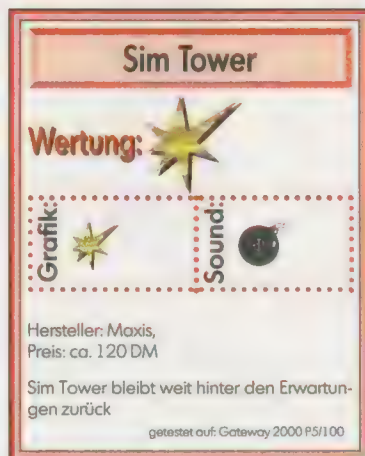 Sim Tower
Wertung:
Grafik:
Sound:
Hersteller: Maxis,
Preis: ca. 120 DM
Sim Tower bleibt weit hinter den Erwartun-
gen zurück
getestet auf: Gateway 2000 P5/100